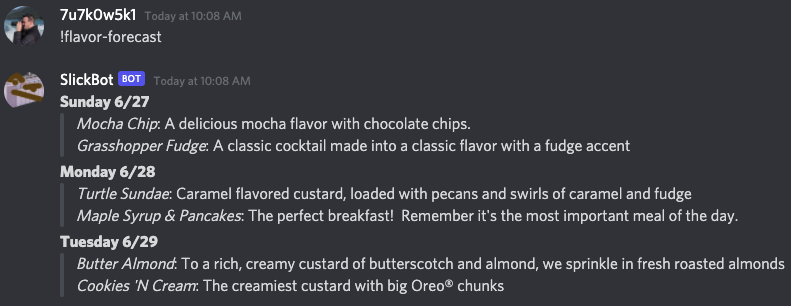 7u7k0w5k1 Today at 10:08 AM
!flavor-forecast
SlickBot BOT Today at 10:08 AM
Sunday 6/27
Mocha Chip: A delicious mocha flavor with chocolate chips.
Grasshopper Fudge: A classic cocktail made into a classic flavor with a fudge accent
Monday 6/28
Turtle Sundae: Caramel flavored custard, loaded with pecans and swirls of caramel and fudge
Maple Syrup & Pancakes: The perfect breakfast!  Remember it's the most important meal of the day.
Tuesday 6/29
Butter Almond: To a rich, creamy custard of butterscotch and almond, we sprinkle in fresh roasted almonds
Cookies 'N Cream: The creamiest custard with big Oreo® chunks